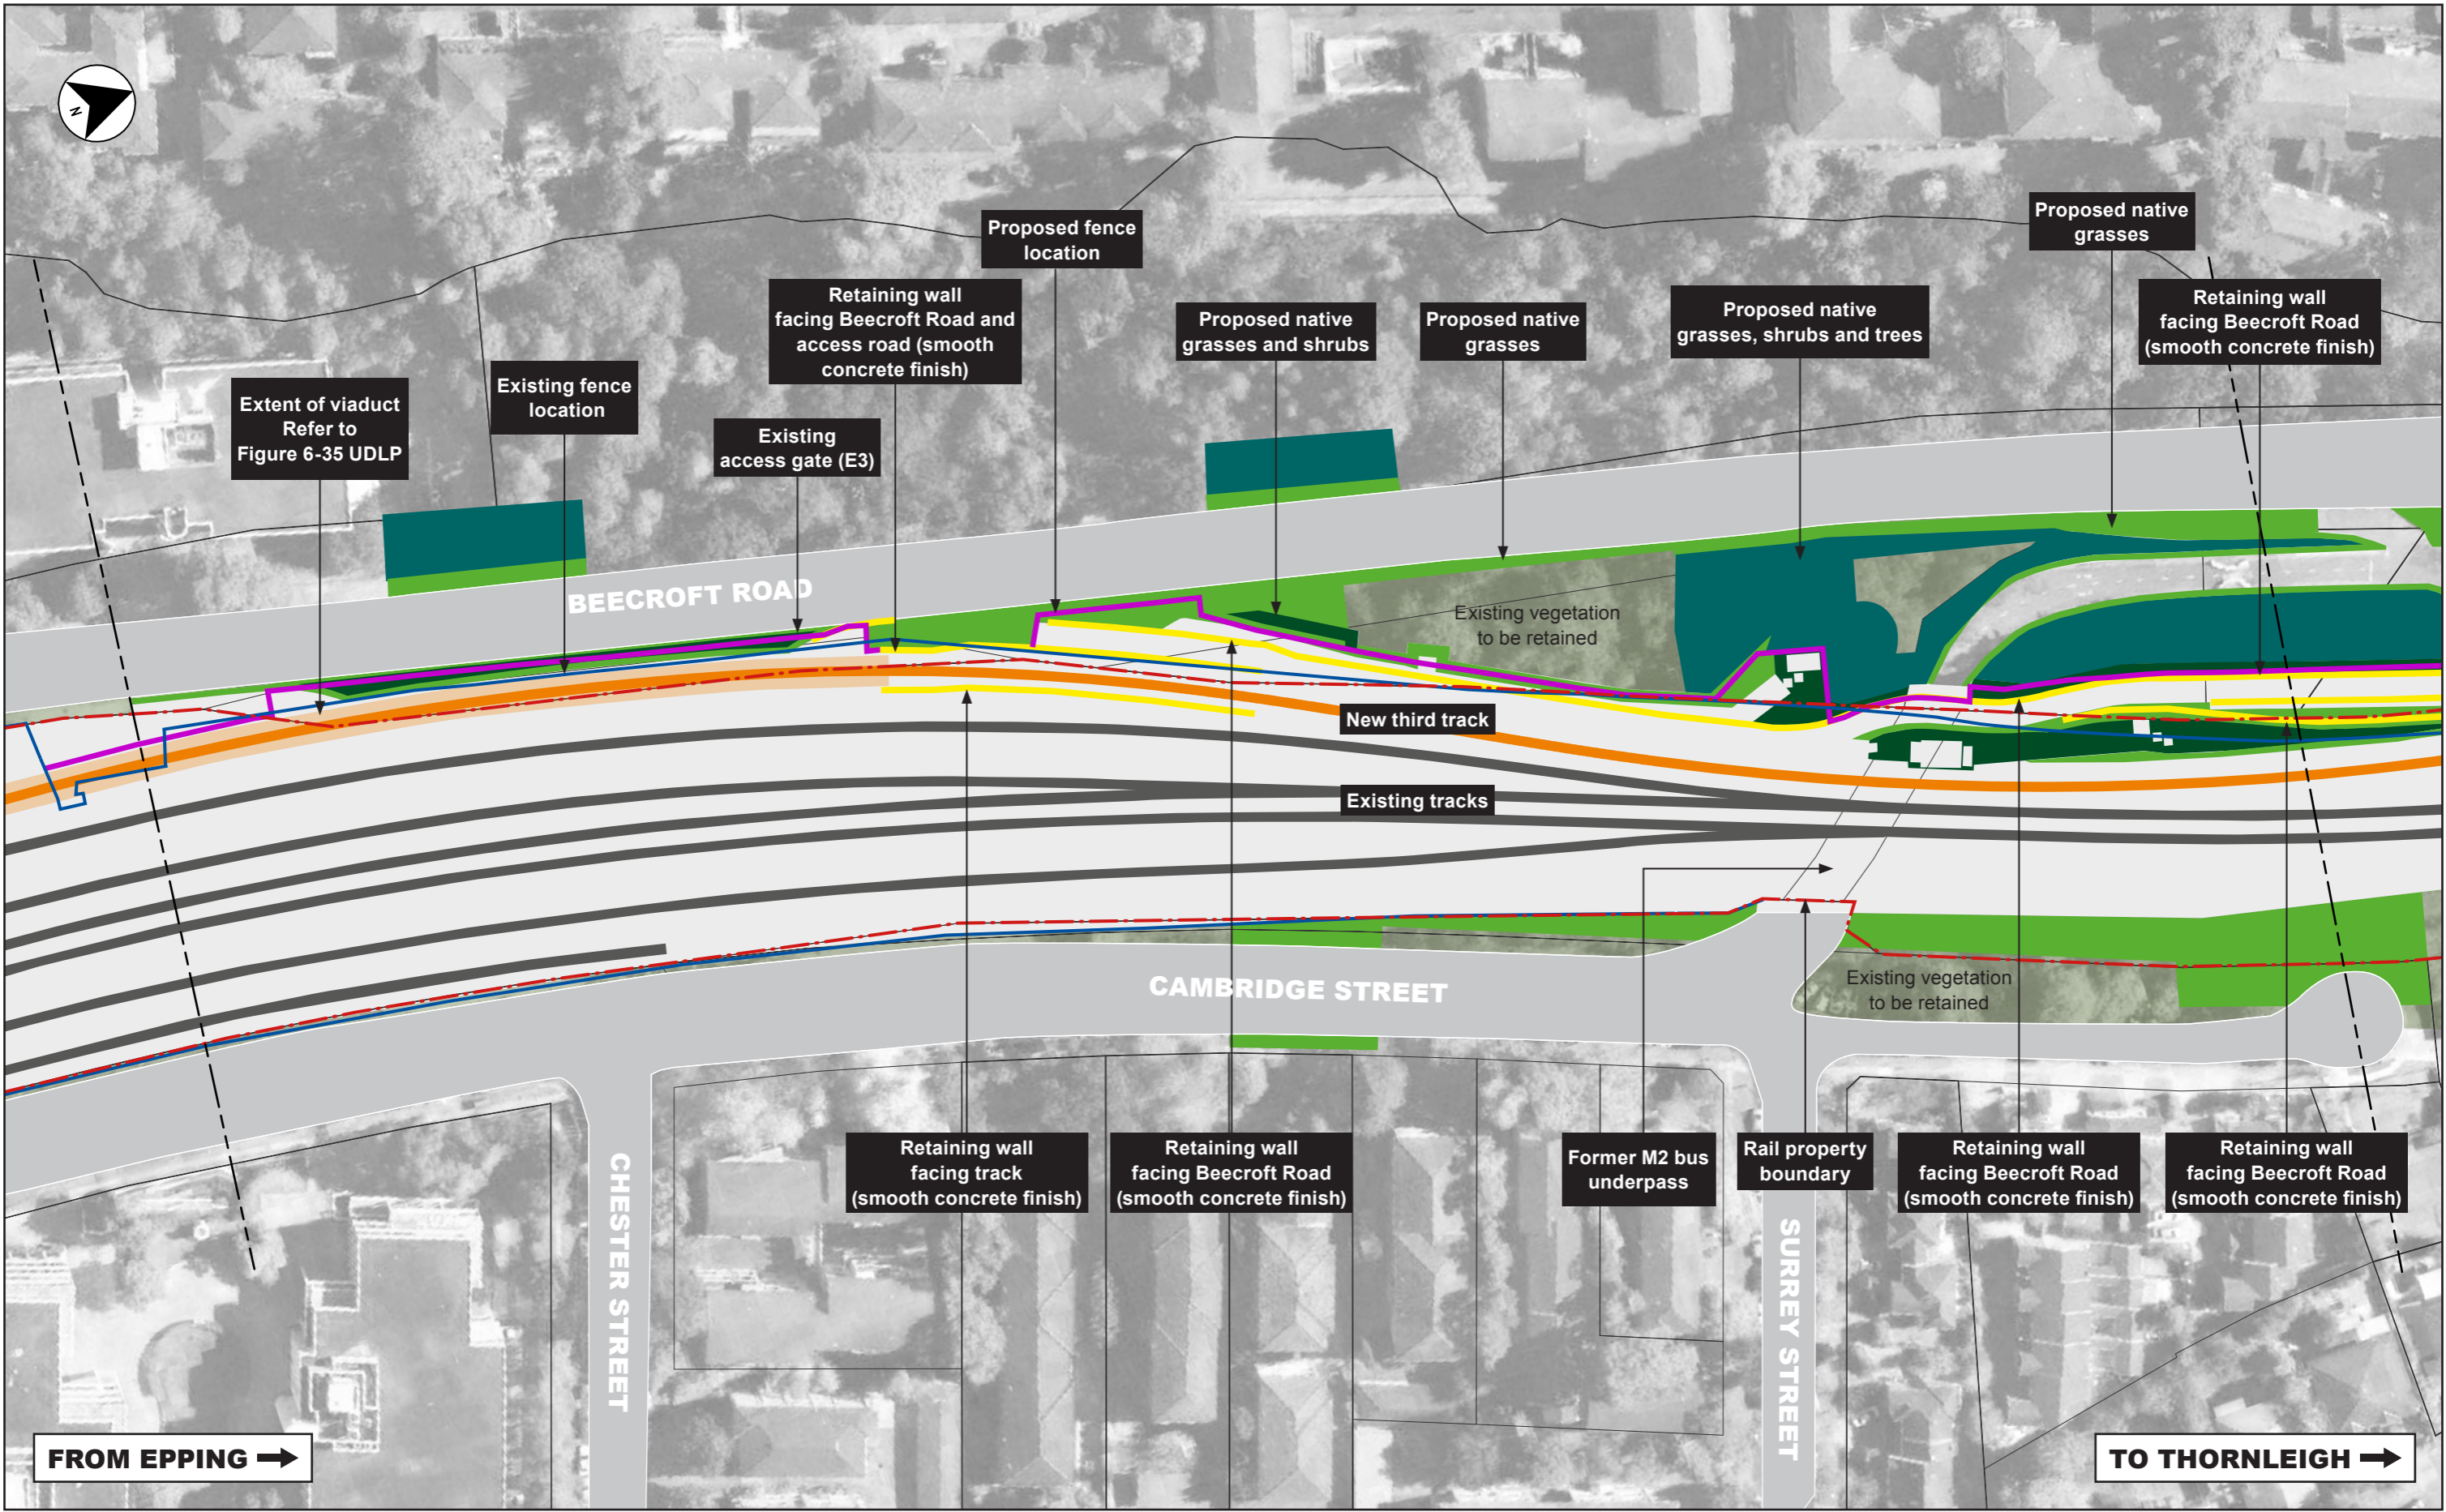 N
Proposed native
grasses
Proposed fence
location
Retaining wall
facing Beecroft Road and
access road (smooth
concrete finish)
Retaining wall
facing Beecroft Road
(smooth concrete finish)
Proposed native
grasses and shrubs
Proposed native
grasses
Proposed native
grasses, shrubs and trees
Existing fence
location
Extent of viaduct
Refer to
Figure 6-35 UDLP
Existing
access gate (E3)
BEECROFT ROAD
Existing vegetation
to be retained
New third track
Existing tracks
CAMBRIDGE STREET
Existing vegetation
to be retained
Retaining wall
facing track
(smooth concrete finish)
Retaining wall
facing Beecroft Road
(smooth concrete finish)
Former M2 bus
underpass
Rail property
boundary
Retaining wall
facing Beecroft Road
(smooth concrete finish)
Retaining wall
facing Beecroft Road
(smooth concrete finish)
CHESTER STREET
SURREY STREET
FROM EPPING
TO THORNLEIGH